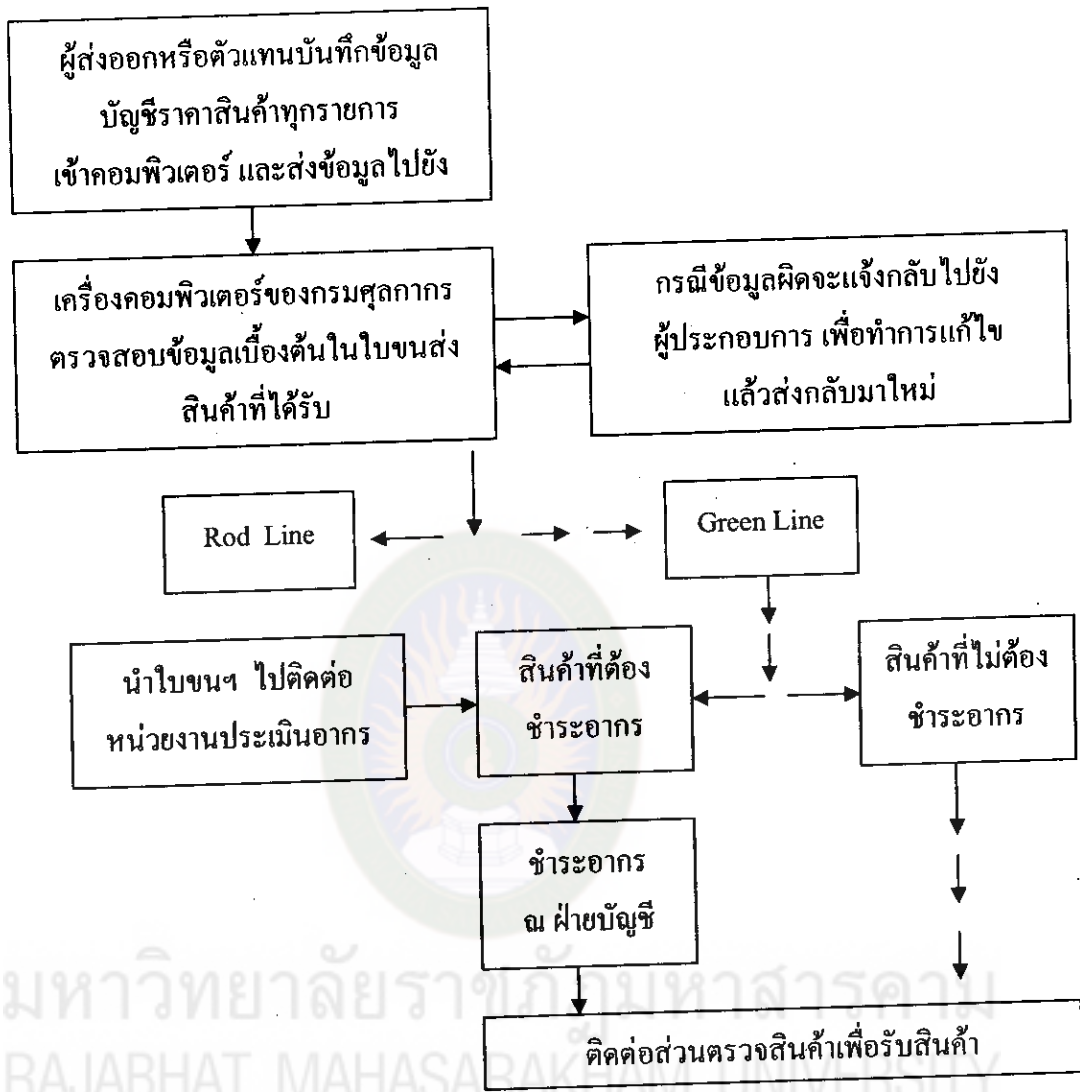 ผู้ส่งออกหรือตัวแทนบันทึกข้อมูล
บัญชีราคาสินค้าทุกรายการ
เข้าคอมพิวเตอร์ และส่งข้อมูลไปยัง
เครื่องคอมพิวเตอร์ของกรมศุลกากร
ตรวจสอบข้อมูลเบื้องต้นในใบขนส่ง
สินค้าที่ได้รับ
กรณีข้อมูลผิดจะแจ้งกลับไปยัง
ผู้ประกอบการ เพื่อทำการแก้ไข
แล้วส่งกลับมาใหม่
Rod Line
Green Line
นำใบขนฯ ไปติดต่อ
หน่วยงานประเมินอากร
สินค้าที่ต้อง
ชำระอากร
สินค้าที่ไม่ต้อง
ชำระอากร
ชำระอากร
ณ ฝ่ายบัญชี
มหาวิทยาลัยราชภัฏมหาสารคาม
ติดต่อส่วนตรวจสินค้าเพื่อรับสินค้า
RAJABHAT MAHASARAKHAM UNIVERSITY